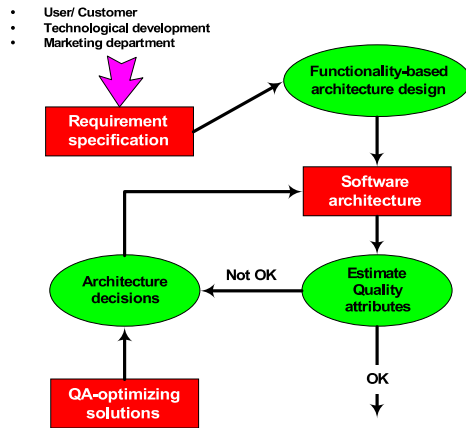 • User/ Customer
• Technological development
• Marketing department
Functionality-based
architecture design
Requirement
specification
Software
architecture
Not OK
Architecture
decisions
Estimate
Quality
attributes
OK
QA-optimizing
solutions